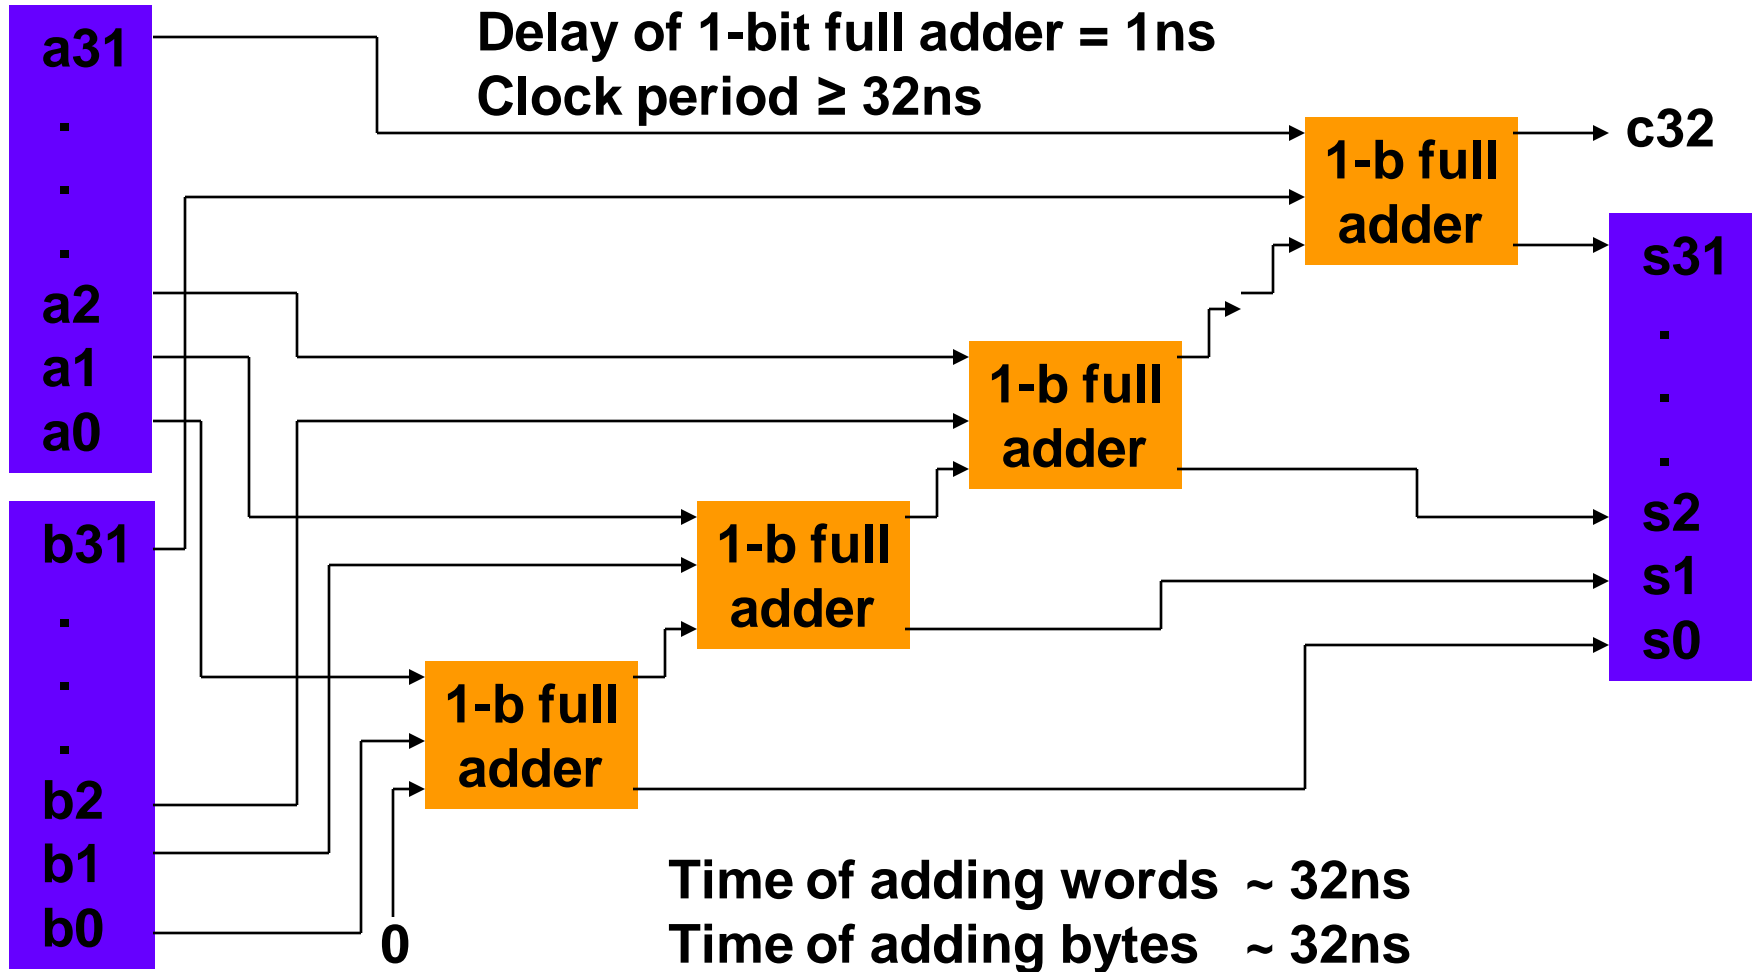 Delay of 1-bit full adder = 1ns
Clock period ≥ 32ns
a31
.
.
.
a2
a1
a0
b31
.
.
.
b2
b1
b0
0
1-b full
adder
1-b full
adder
1-b full
adder
1-b full
adder
c32
s31
.
.
.
s2
s1
s0
Time of adding words ~ 32ns
Time of adding bytes ~ 32ns